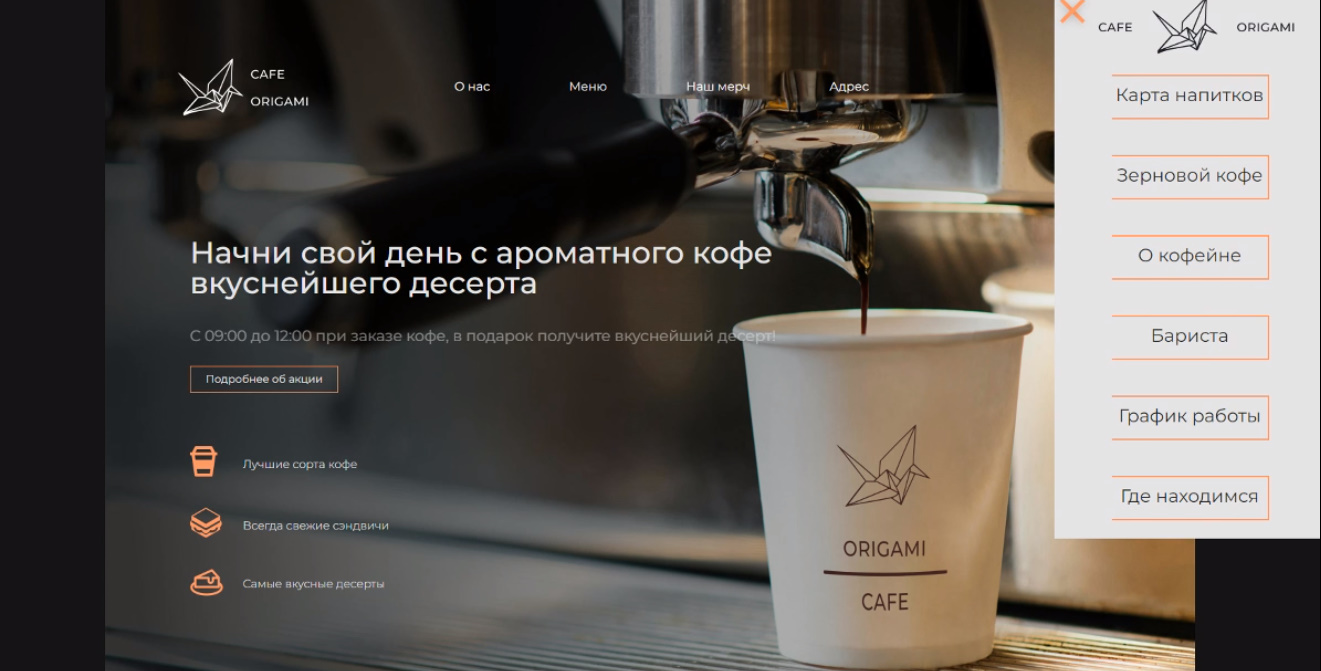 CAFE
ORIGAMI
О нас
Меню
Наш мерч
Адрес
Начни свой день с ароматного кофе
вкуснейшего десерта
С 09:00 до 12:00 при заказе кофе, в подарок получите вкуснейший десерт!
Подробнее об акции
Лучшие сорта кофе
Всегда свежие сэндвичи
Самые вкусные десерты
ORIGAMI
CAFE
CAFE
ORIGAMI
Карта напитков
Зерновой кофе
О кофейне
Бариста
График работы
Где находимся